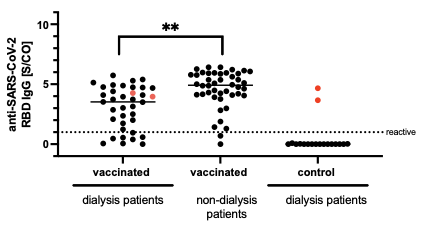 **
10
5
0
anti-SARS-CoV-2
RBD IgG [S/CO]
reactive
vaccinated
vaccinated
control
dialysis patients
non-dialysis
patients
dialysis patients